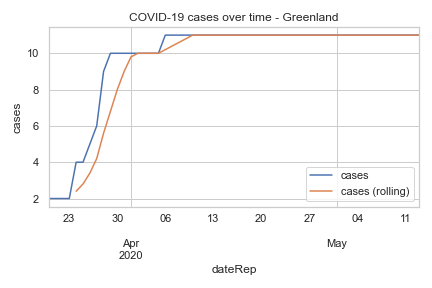 COVID-19 cases over time - Greenland
cases
10
8
6
4
2
cases
cases (rolling)
23 30 06 13 20 27 04 11
Apr May
2020
dateRep